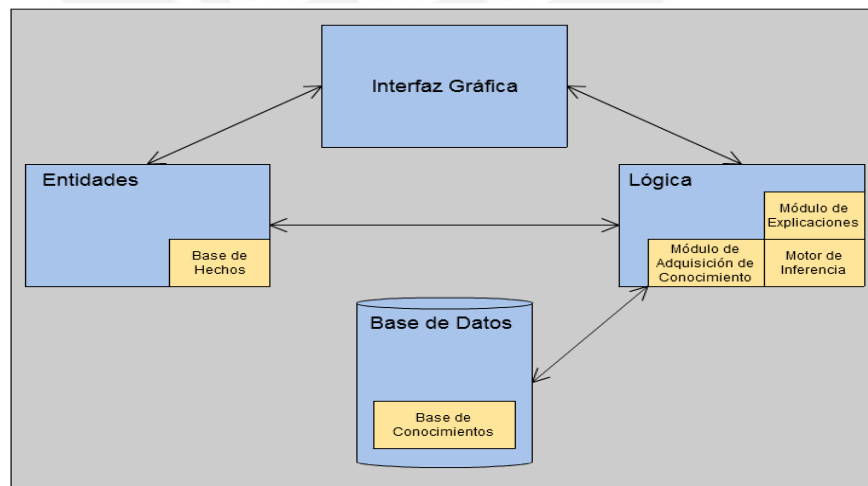 Interfaz Gráfica
Entidades
Base de
Hechos
Lógica
Módulo de
Explicaciones
Módulo de
Adquisición de
Conocimiento
Motor de
Inferencia
Base de Datos
Base de
Conocimientos